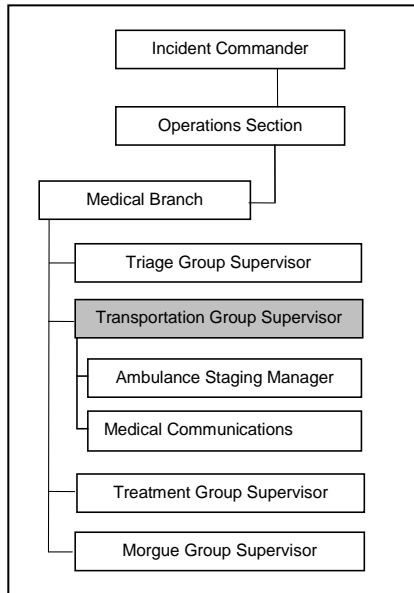 Incident Commander
Operations Section
Medical Branch
Triage Group Supervisor
Transportation Group Supervisor
Ambulance Staging Manager
Medical Communications
Treatment Group Supervisor
Morgue Group Supervisor